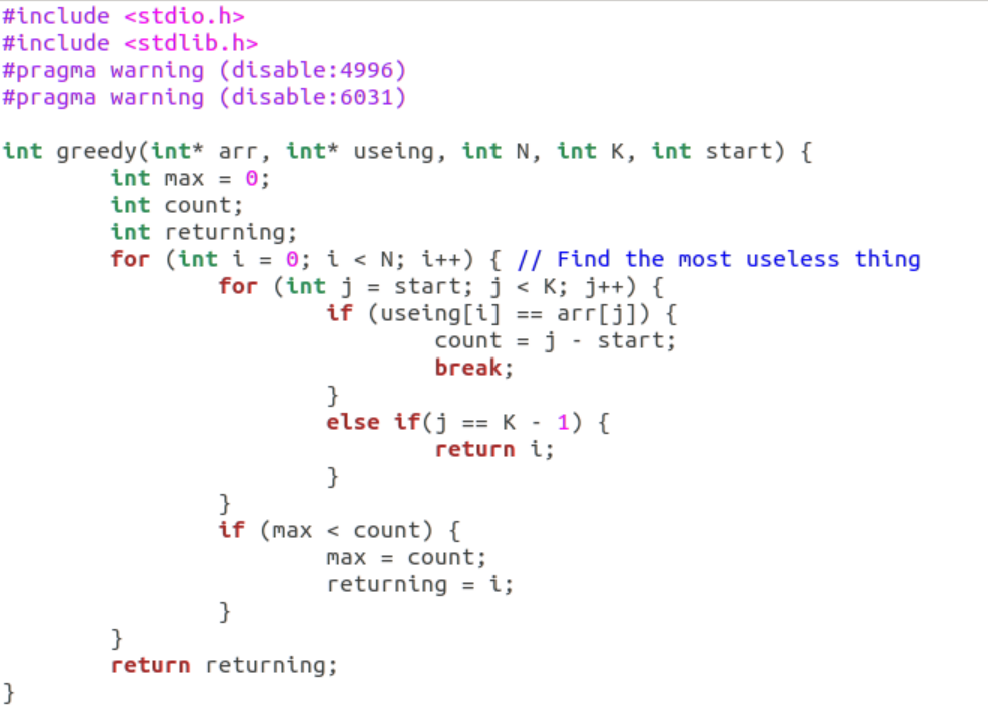 #include <stdio.h>
#include <stdlib.h>
#pragma warning (disable:4996)
#pragma warning (disable:6031)
int greedy(int* arr, int* useing, int N, int K, int start) {
int max = 0;
int count;
int returning;
for (int i = 0; i < N; i++) { // Find the most useless thing
for (int j = start; j < K; j++) {
if (useing[i] == arr[j]) {
count = j - start;
break;
}
else if(j == K - 1) {
return i;
}
}
if (max < count) {
max = count;
returning = i;
}
}
return returning;
}